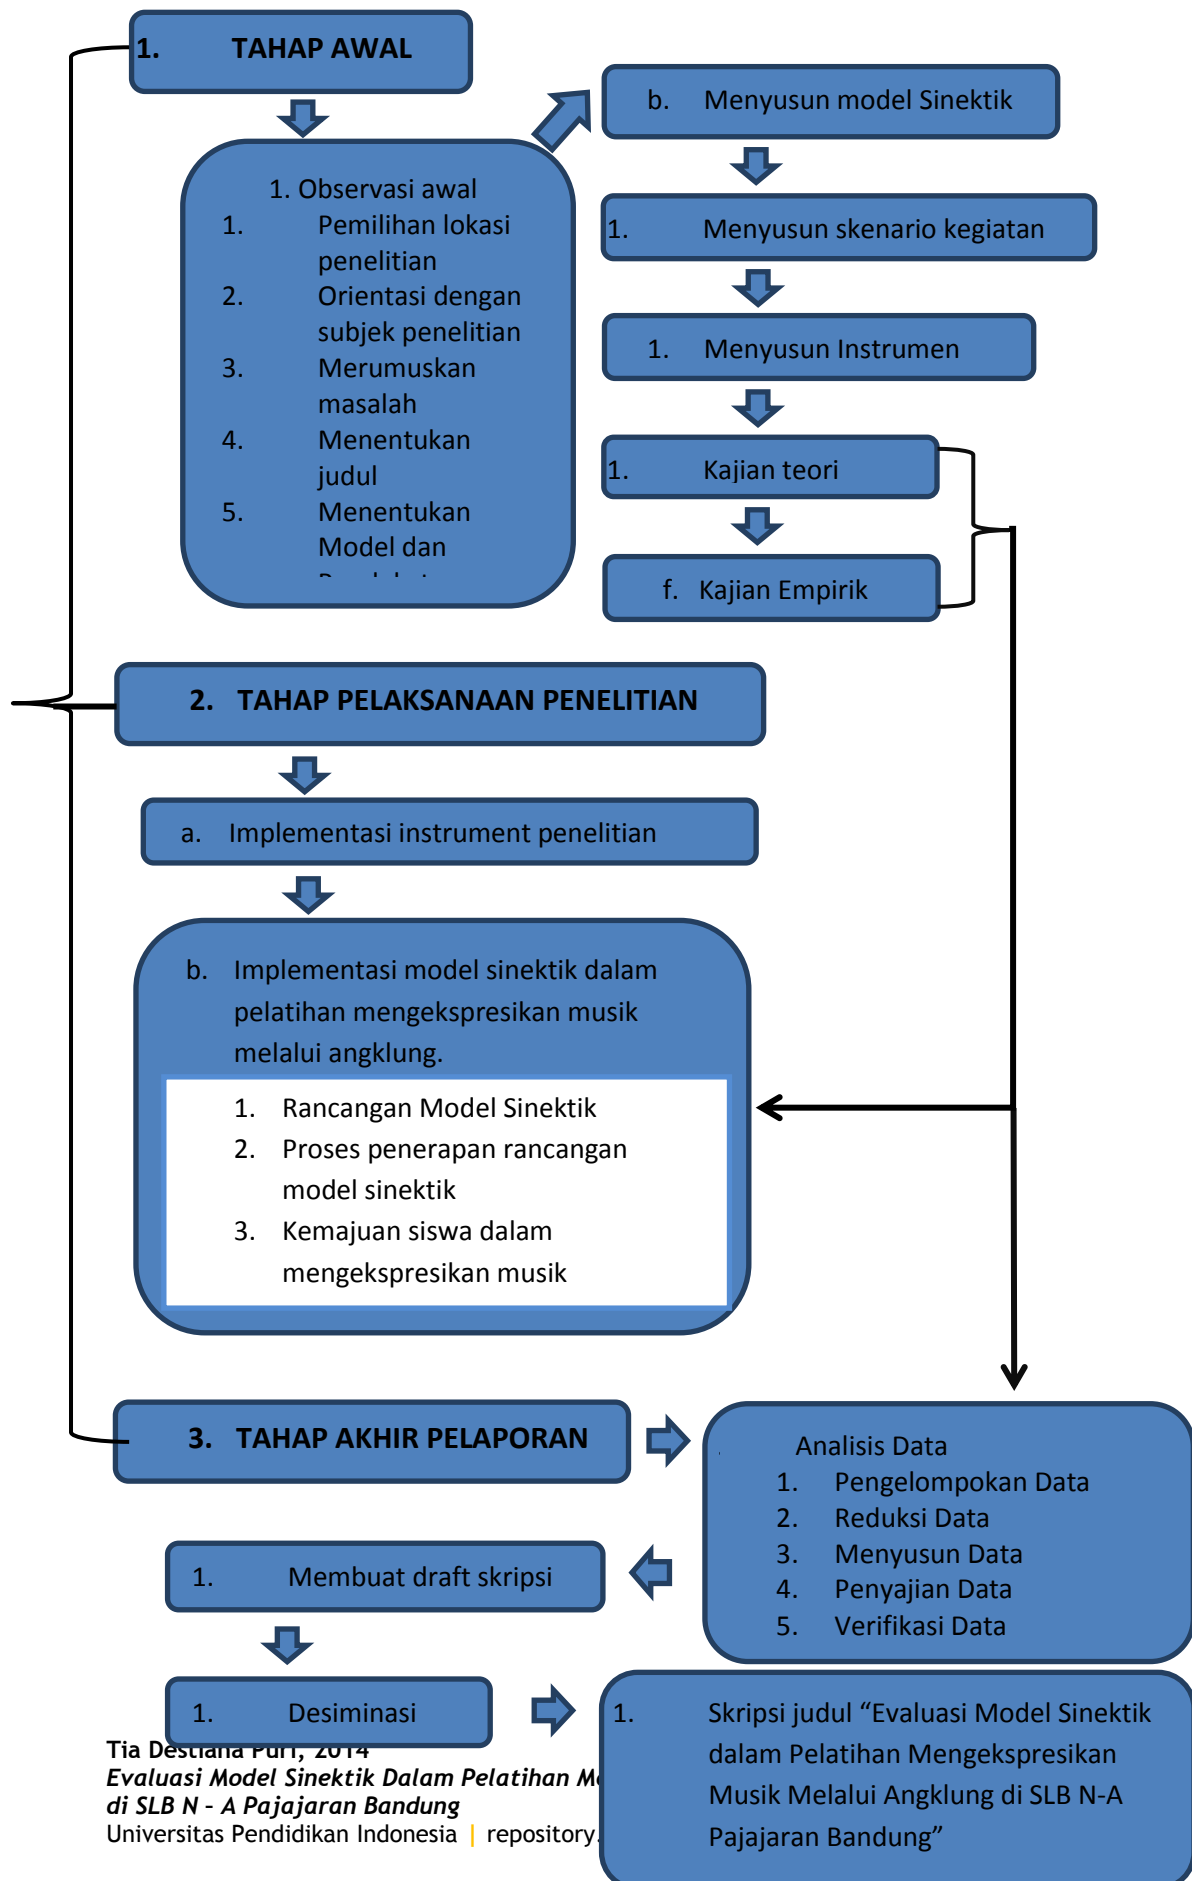 1. TAHAP AWAL
1. Observasi awal
1. Pemilihan lokasi
penelitian
2. Orientasi dengan
subjek penelitian
3. Merumuskan
masalah
4. Menentukan
judul
5. Menentukan
Model dan
b. Menyusun model Sinektik
1. Menyusun skenario kegiatan
1. Menyusun Instrumen
1. Kajian teori
f. Kajian Empirik
2. TAHAP PELAKSANAAN PENELITIAN
a. Implementasi instrument penelitian
b. Implementasi model sinektik dalam
pelatihan mengekspresikan musik
melalui angklung.
1. Rancangan Model Sinektik
2. Proses penerapan rancangan
model sinektik
3. Kemajuan siswa dalam
mengekspresikan musik
3. TAHAP AKHIR PELAPORAN
Analisis Data
1. Pengelompokan Data
2. Reduksi Data
3. Menyusun Data
4. Penyajian Data
5. Verifikasi Data
1. Membuat draft skripsi
1. Desiminasi
1. Skripsi judul “Evaluasi Model Sinektik
dalam Pelatihan Mengekspresikan
Musik Melalui Angklung di SLB N-A
Pajajaran Bandung”
Tia Destiana Puri, 2014
Evaluasi Model Sinektik Dalam Pelatihan
di SLB N – A Pajajaran Bandung
Universitas Pendidikan Indonesia | repository.